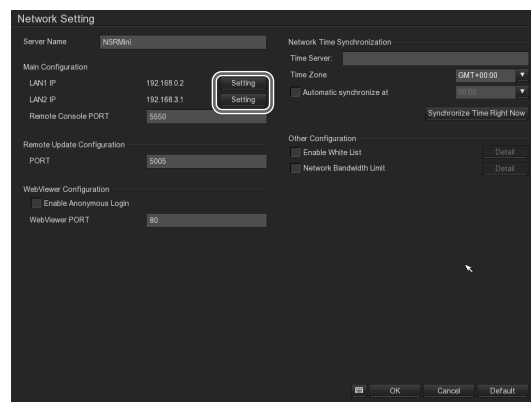 Network Setting
Server Name NSRMini
Main Configuration
LAN1 IP 192.168.0.2 Setting
LAN2 IP 192.168.3.1 Setting
Remote Console PORT 5550
Remote Update Configuration
PORT 5005
WebViewer Configuration
Enable Anonymous Login
WebViewer PORT 80
Network Time Synchronization
Time Server:
Time Zone GMT+00:00
Automatic synchronize at 00:00
Synchronize Time Right Now
Other Configuration
Enable White List Detail
Network Bandwidth Limit Detail
OK Cancel Default